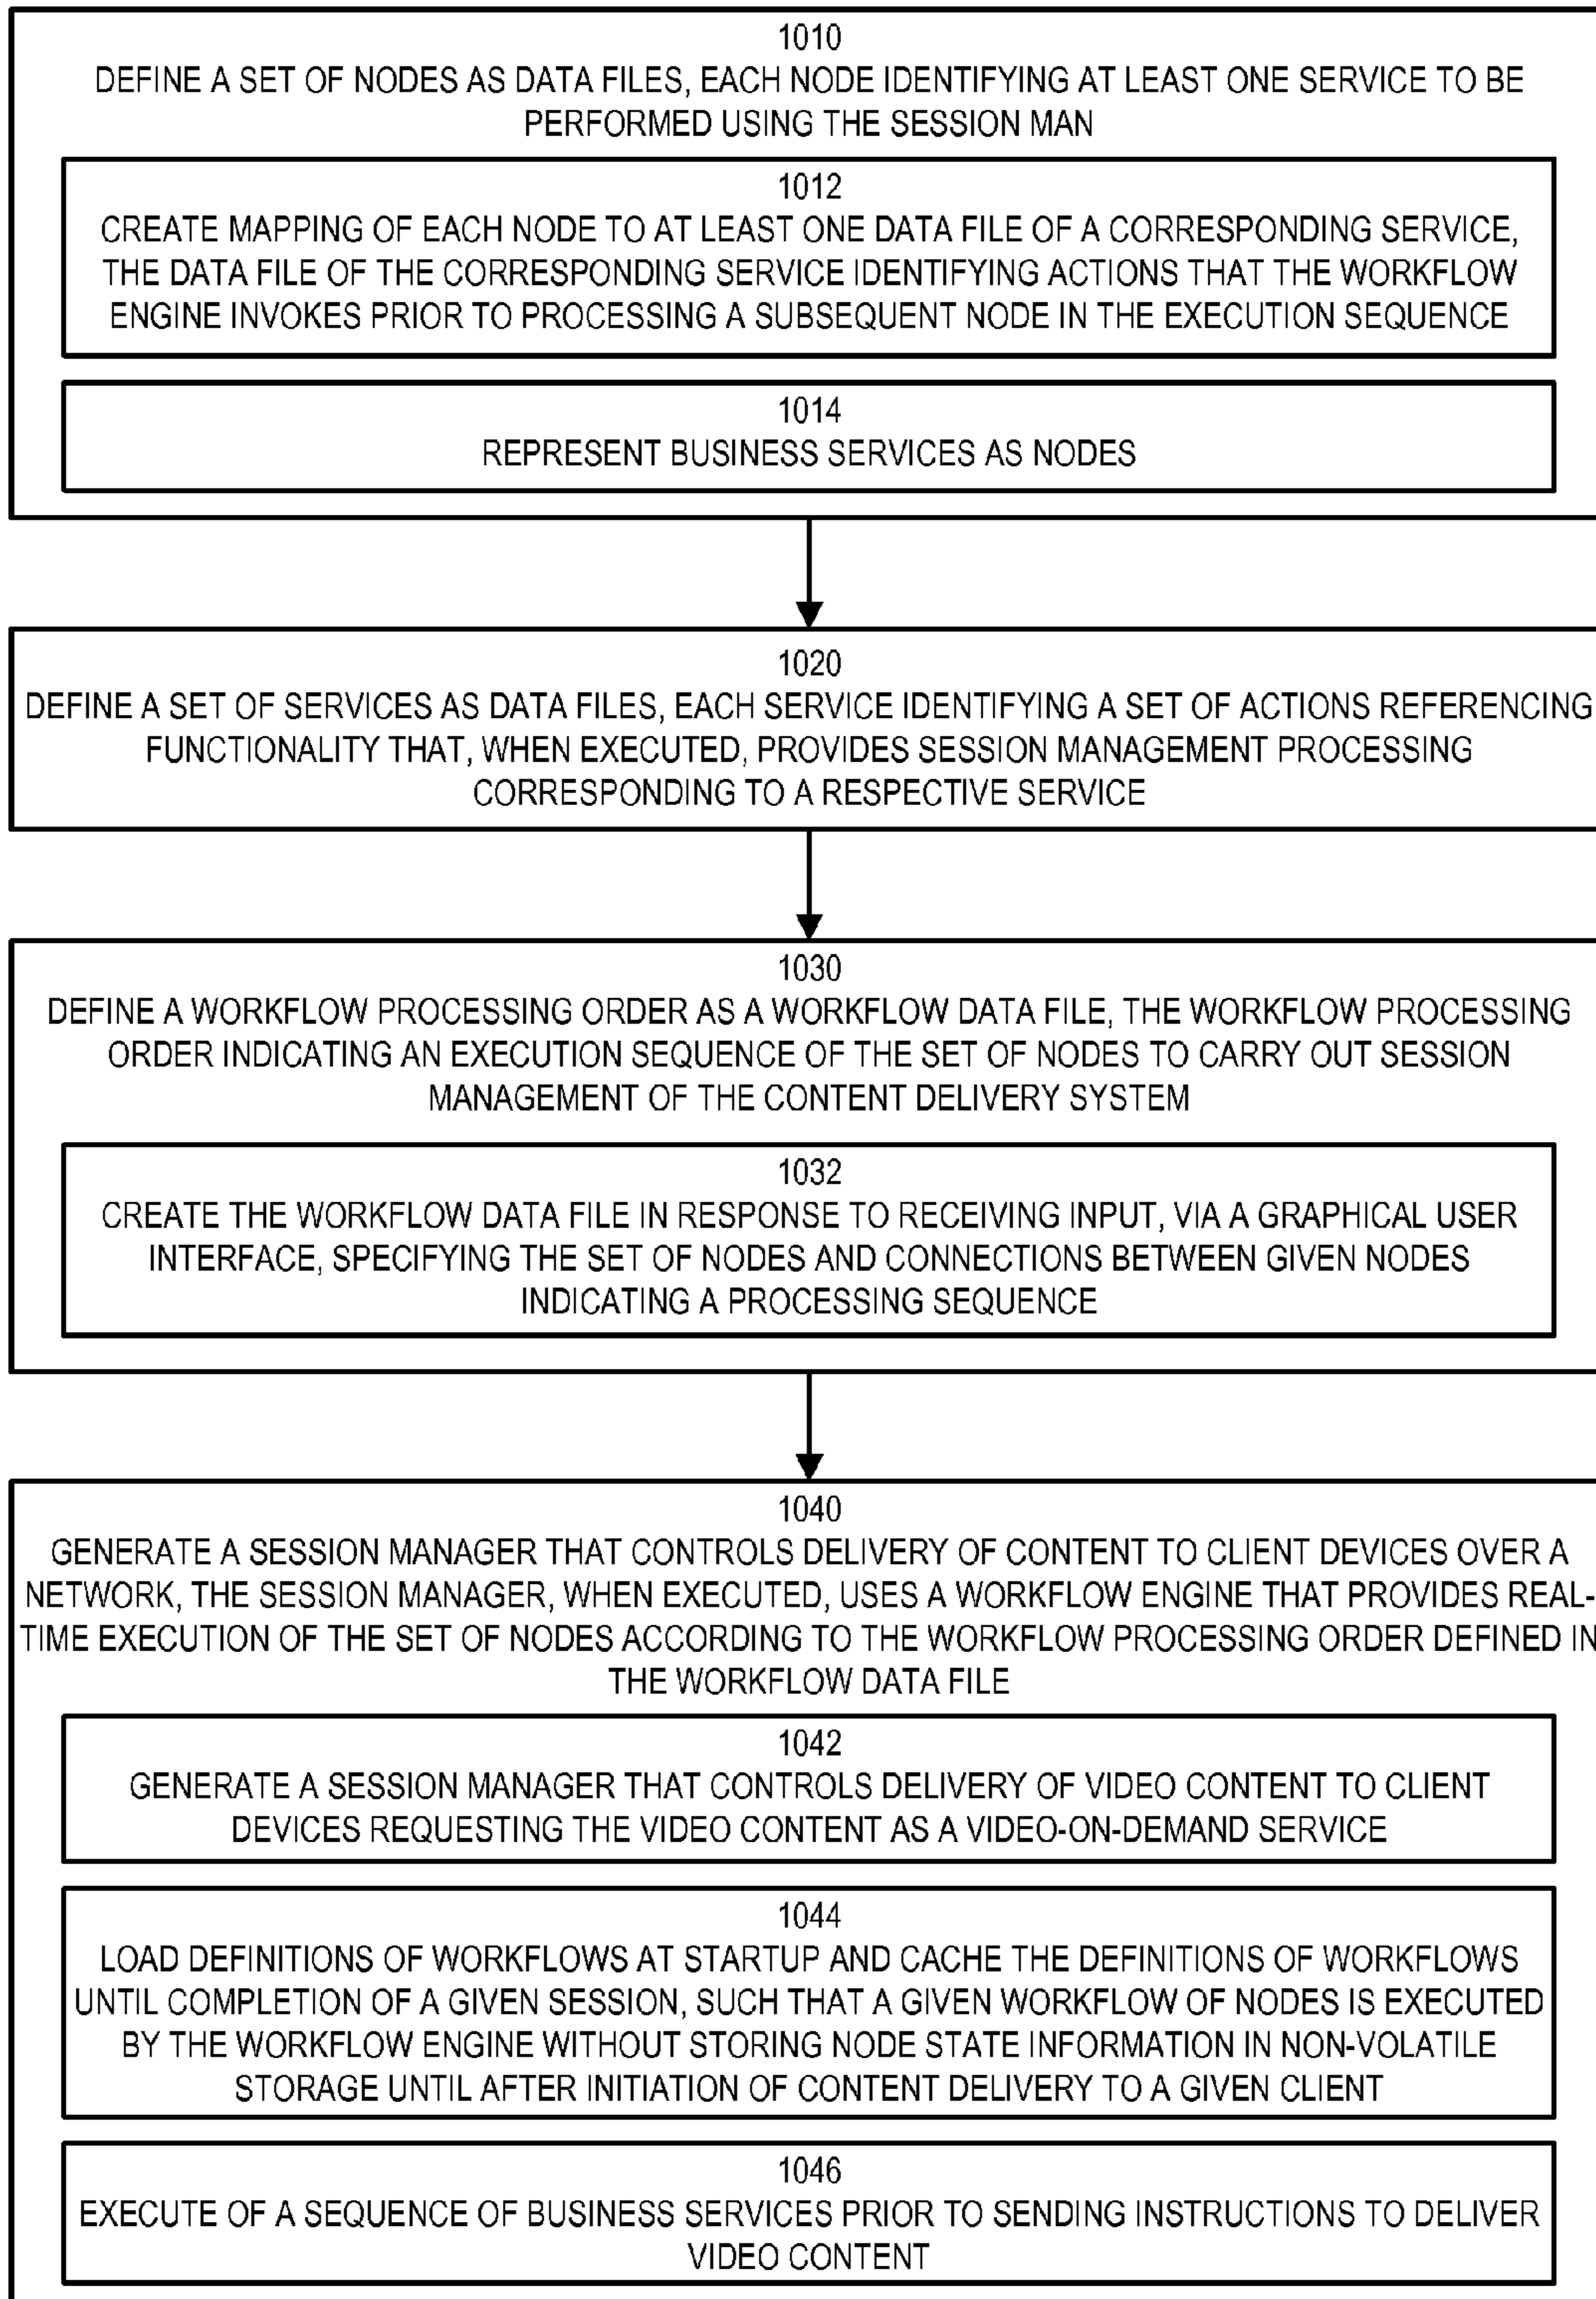 1010
DEFINE A SET OF NODES AS DATA FILES, EACH NODE IDENTIFYING AT LEAST ONE SERVICE TO BE
PERFORMED USING THE SESSION MAN
1012
CREATE MAPPING OF EACH NODE TO AT LEAST ONE DATA FILE OF A CORRESPONDING SERVICE,
THE DATA FILE OF THE CORRESPONDING SERVICE IDENTIFYING ACTIONS THAT THE WORKFLOW
ENGINE INVOKES PRIOR TO PROCESSING A SUBSEQUENT NODE IN THE EXECUTION SEQUENCE
1014
REPRESENT BUSINESS SERVICES AS NODES
1020
DEFINE A SET OF SERVICES AS DATA FILES, EACH SERVICE IDENTIFYING A SET OF ACTIONS REFERENCING
FUNCTIONALITY THAT, WHEN EXECUTED, PROVIDES SESSION MANAGEMENT PROCESSING
CORRESPONDING TO A RESPECTIVE SERVICE
1030
DEFINE A WORKFLOW PROCESSING ORDER AS A WORKFLOW DATA FILE, THE WORKFLOW PROCESSING
ORDER INDICATING AN EXECUTION SEQUENCE OF THE SET OF NODES TO CARRY OUT SESSION
MANAGEMENT OF THE CONTENT DELIVERY SYSTEM
1032
CREATE THE WORKFLOW DATA FILE IN RESPONSE TO RECEIVING INPUT, VIA A GRAPHICAL USER
INTERFACE, SPECIFYING THE SET OF NODES AND CONNECTIONS BETWEEN GIVEN NODES
INDICATING A PROCESSING SEQUENCE
1040
GENERATE A SESSION MANAGER THAT CONTROLS DELIVERY OF CONTENT TO CLIENT DEVICES OVER A
NETWORK, THE SESSION MANAGER, WHEN EXECUTED, USES A WORKFLOW ENGINE THAT PROVIDES REAL-
TIME EXECUTION OF THE SET OF NODES ACCORDING TO THE WORKFLOW PROCESSING ORDER DEFINED IN
THE WORKFLOW DATA FILE
1042
GENERATE A SESSION MANAGER THAT CONTROLS DELIVERY OF VIDEO CONTENT TO CLIENT
DEVICES REQUESTING THE VIDEO CONTENT AS A VIDEO-ON-DEMAND SERVICE
1044
LOAD DEFINITIONS OF WORKFLOWS AT STARTUP AND CACHE THE DEFINITIONS OF WORKFLOWS
UNTIL COMPLETION OF A GIVEN SESSION, SUCH THAT A GIVEN WORKFLOW OF NODES IS EXECUTED
BY THE WORKFLOW ENGINE WITHOUT STORING NODE STATE INFORMATION IN NON-VOLATILE
STORAGE UNTIL AFTER INITIATION OF CONTENT DELIVERY TO A GIVEN CLIENT
1046
EXECUTE OF A SEQUENCE OF BUSINESS SERVICES PRIOR TO SENDING INSTRUCTIONS TO DELIVER
VIDEO CONTENT